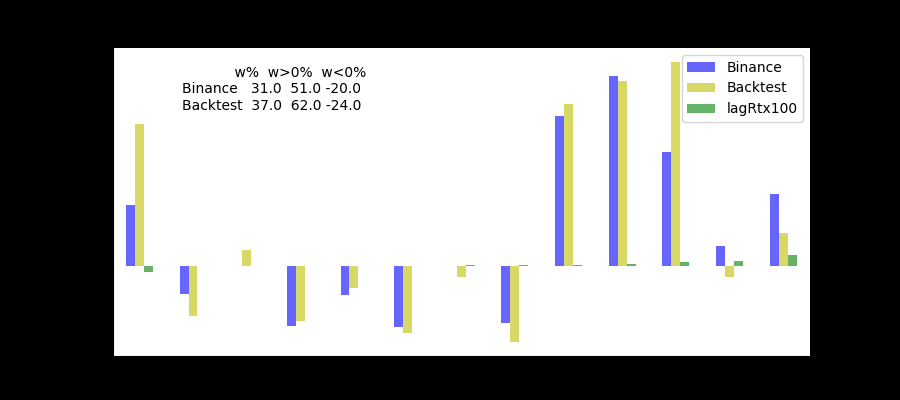 w%  w>0%  w<0%
Binance   31.0  51.0 -20.0
Backtest  37.0  62.0 -24.0
Binance
Backtest
lagRtx100